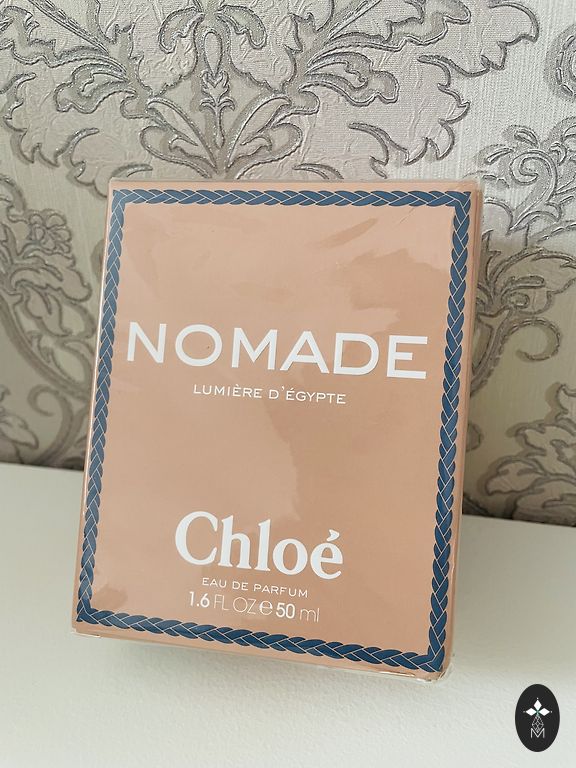 NOMADE
LUMIÈRE D'ÉGYPTE
Chloé
EAU DE PARFUM
1.6 FL OZ e 50 ml
M